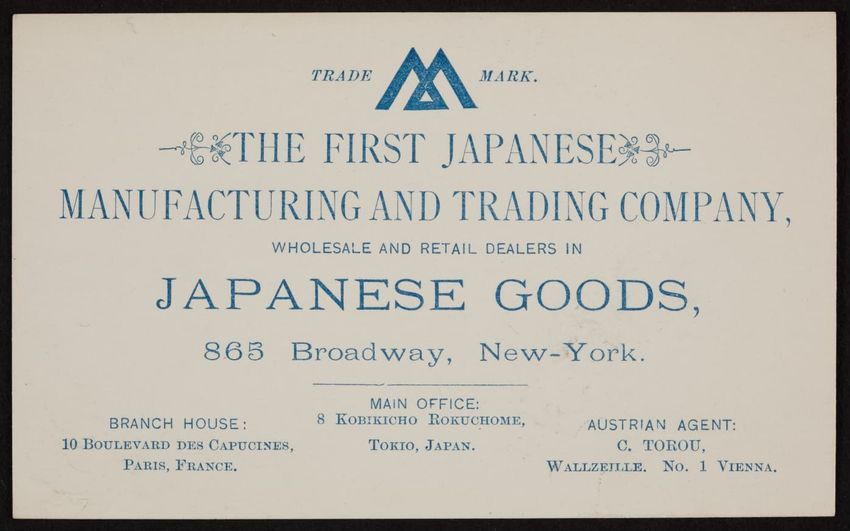 TRADE MARK.
THE FIRST JAPANESE
MANUFACTURING AND TRADING COMPANY,
WHOLESALE AND RETAIL DEALERS IN
JAPANESE GOODS,
865 Broadway, New-York.
BRANCH HOUSE:
10 BOULEVARD DES CAPUCINES,
PARIS, FRANCE.
MAIN OFFICE:
8 KOBIKICHO ROKUCHOME,
TOKIO, JAPAN.
AUSTRIAN AGENT:
C. TOROU,
WALLZEILLE. No. 1 VIENNA.